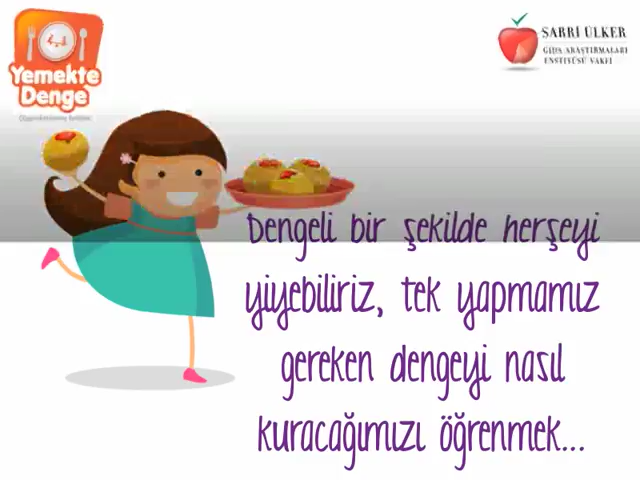 Yemekte
Denge
SABRİ ÜLKER
GIDA ARAŞTIRMALARI
ENSTİTÜSÜ VAKFI
Dengeli bir şekilde herşeyi
yiyebiliriz, tek yapmamız
gereken dengeyi nasıl
kuracağımızı öğrenmek...